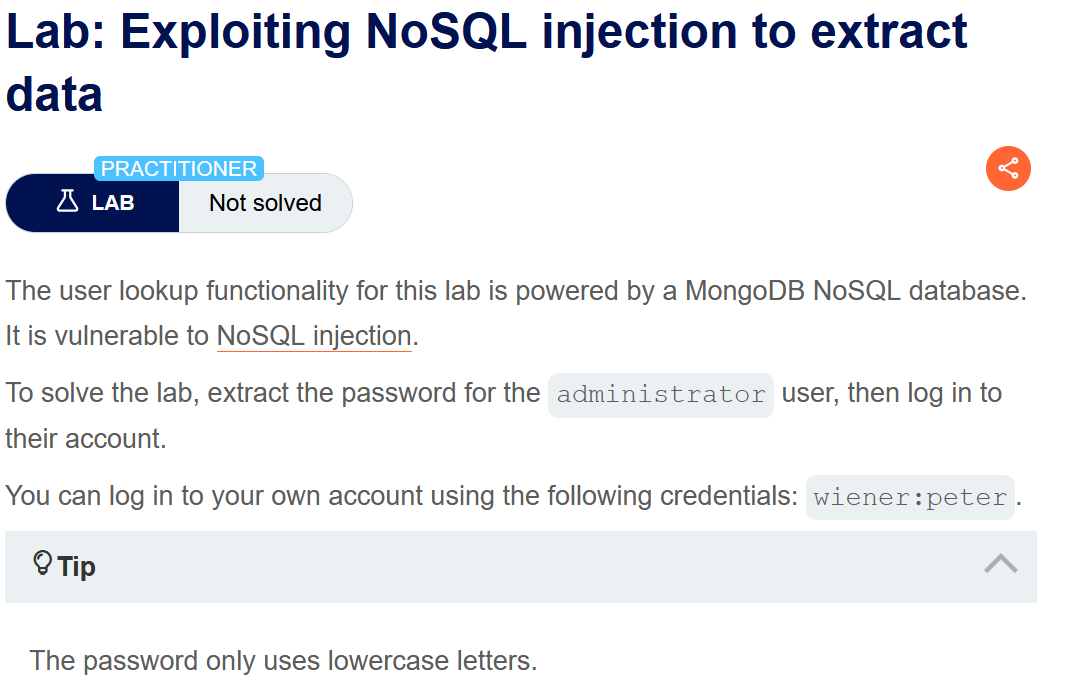 Lab: Exploiting NoSQL injection to extract
data
PRACTITIONER
LAB Not solved
The user lookup functionality for this lab is powered by a MongoDB NoSQL database.
It is vulnerable to NoSQL injection.
To solve the lab, extract the password for the administrator user, then log in to
their account.
You can log in to your own account using the following credentials: wiener:peter.
Tip
The password only uses lowercase letters.